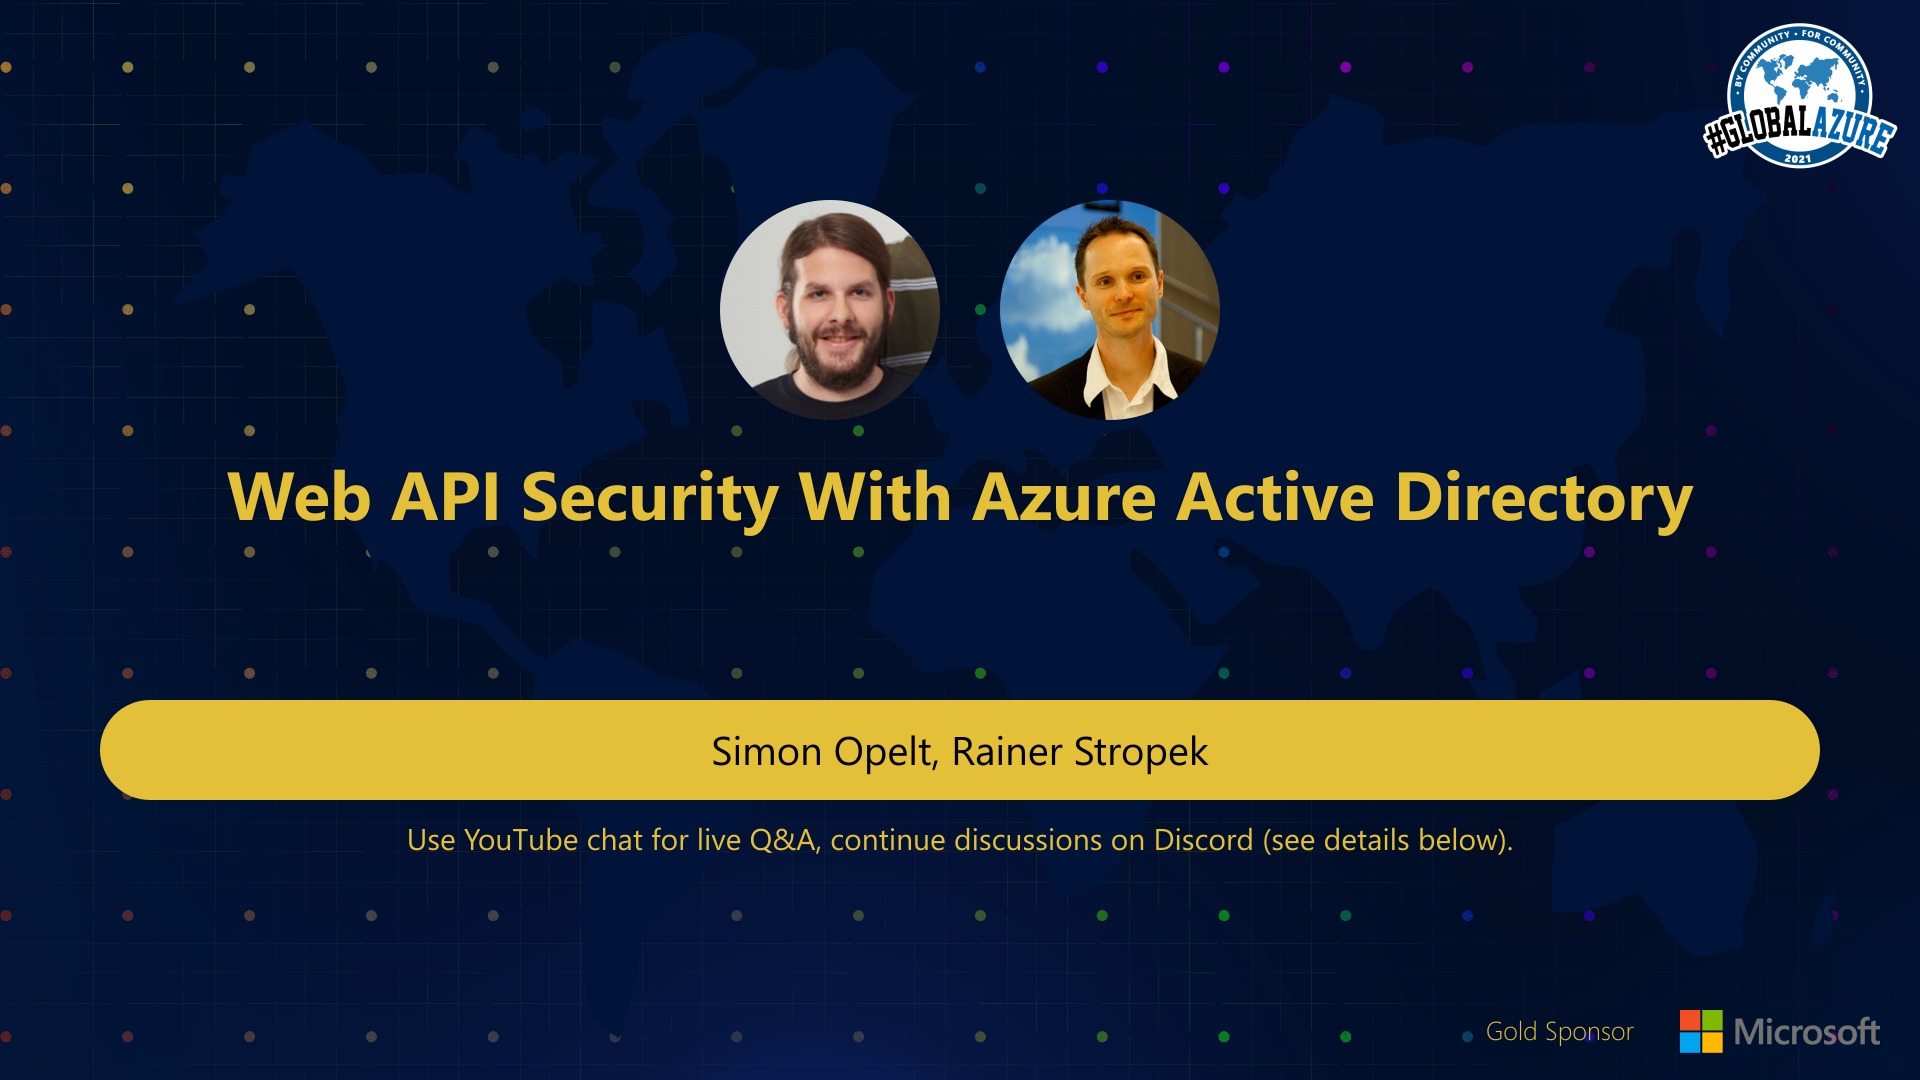 • BY COMMUNITY • FOR COMMUNITY •
#GLOBALAZURE
2021
Web API Security With Azure Active Directory
Simon Opelt, Rainer Stropek
Use YouTube chat for live Q&A, continue discussions on Discord (see details below).
Gold Sponsor
Microsoft